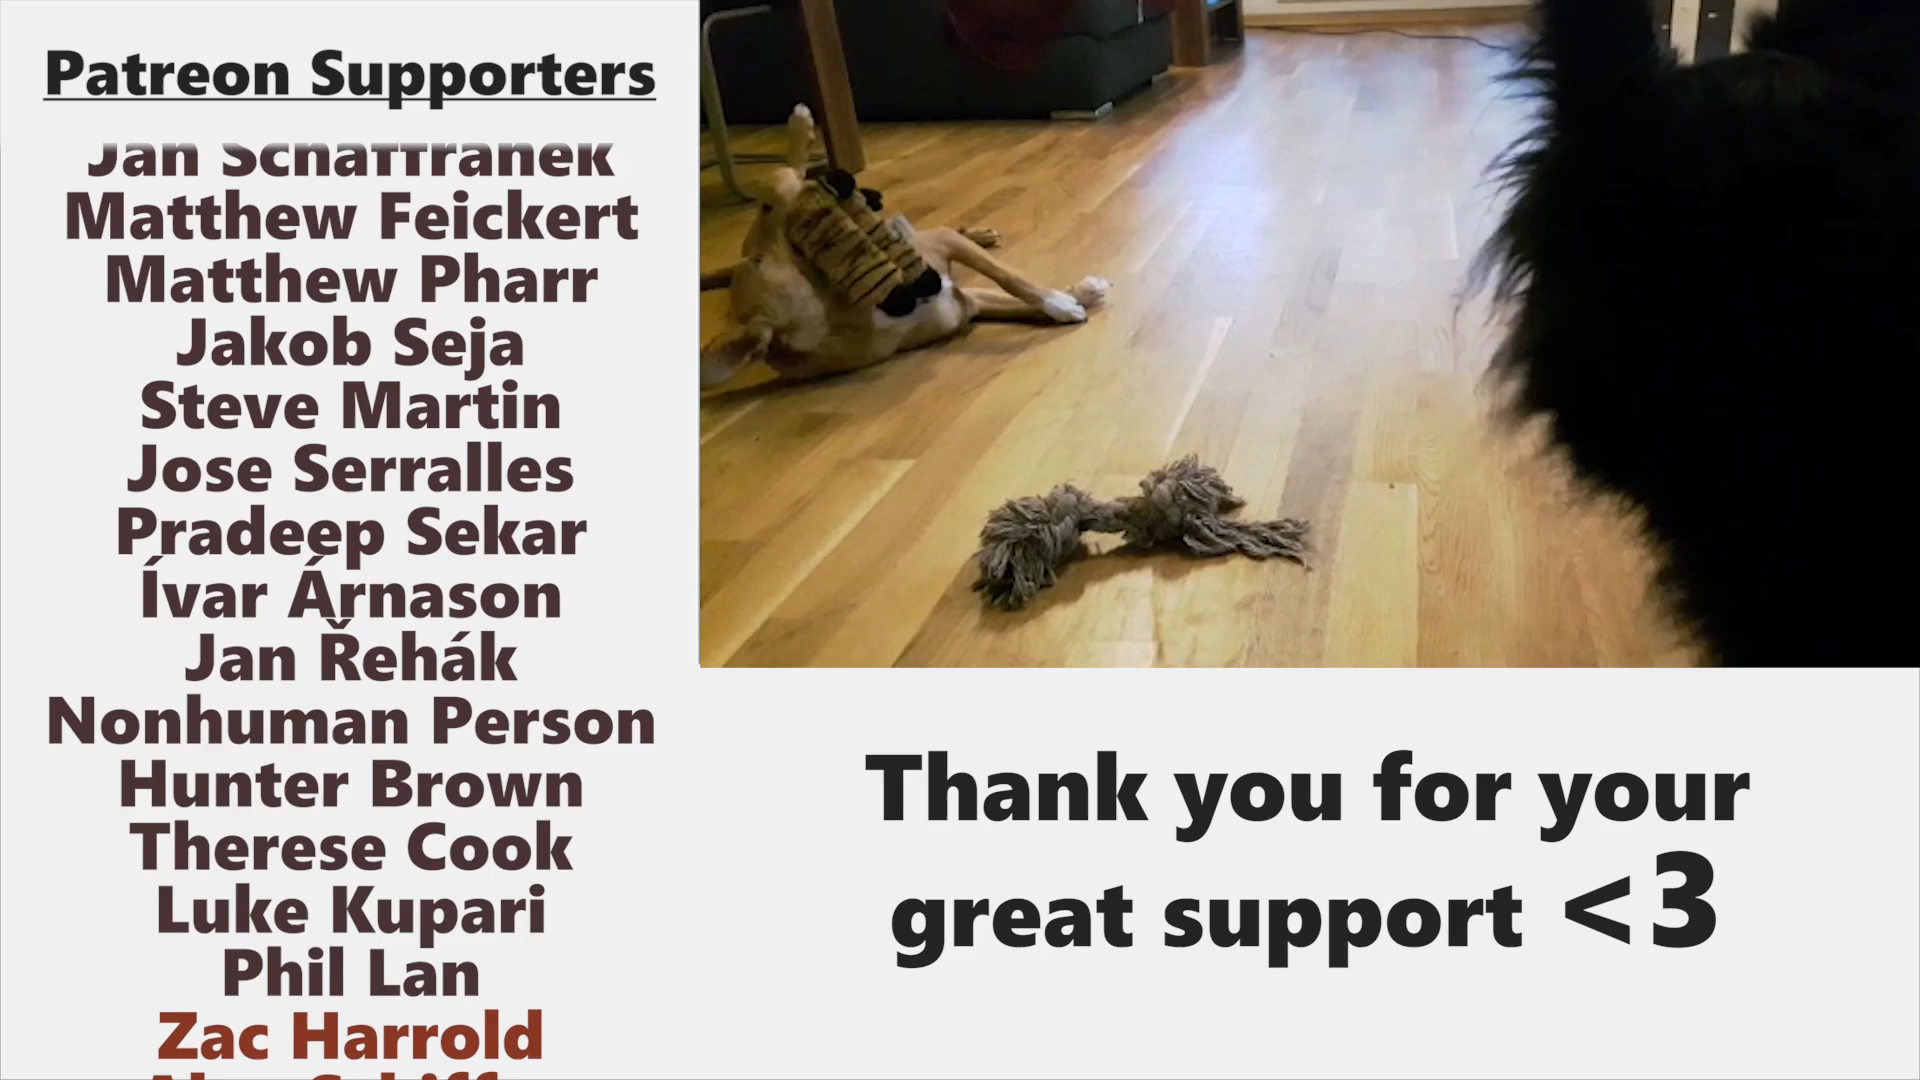 Patreon Supporters
Jan Schaffranek
Matthew Feickert
Matthew Pharr
Jakob Seja
Steve Martin
Jose Serralles
Pradeep Sekar
Ívar Árnason
Jan Řehák
Nonhuman Person
Hunter Brown
Therese Cook
Luke Kupari
Phil Lan
Zac Harrold
Thank you for your
great support <3